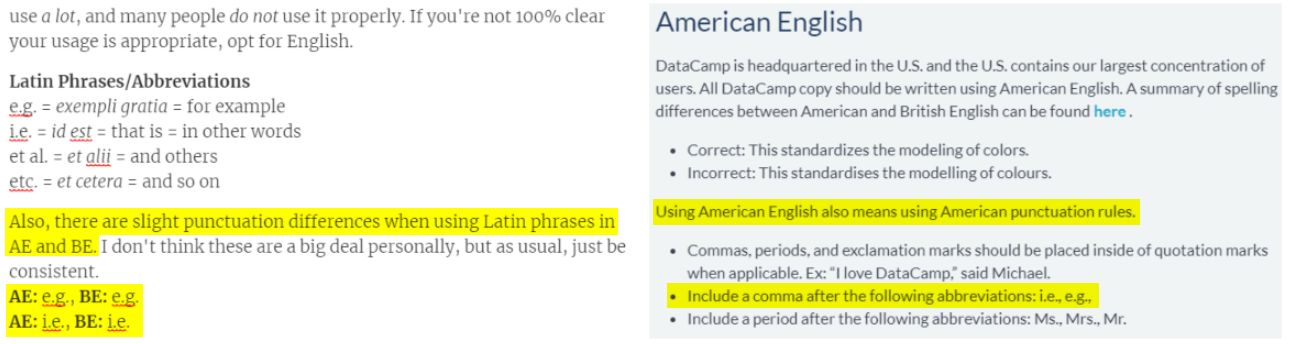 use a lot, and many people do not use it properly. If you're not 100% clear
your usage is appropriate, opt for English.
Latin Phrases/Abbreviations
e.g. = exempli gratia = for example
i.e. = id est = that is = in other words
et al. = et alii = and others
etc. = et cetera = and so on
Also, there are slight punctuation differences when using Latin phrases in
AE and BE. I don't think these are a big deal personally, but as usual, just be
consistent.
AE: e.g., BE: e.g.
AE: i.e., BE: i.e.
American English
DataCamp is headquartered in the U.S. and the U.S. contains our largest concentration of
users. All DataCamp copy should be written using American English. A summary of spelling
differences between American and British English can be found here .
• Correct: This standardizes the modeling of colors.
• Incorrect: This standardises the modelling of colours.
Using American English also means using American punctuation rules.
• Commas, periods, and exclamation marks should be placed inside of quotation marks
when applicable. Ex: “I love DataCamp,” said Michael.
• Include a comma after the following abbreviations: i.e., e.g.,
• Include a period after the following abbreviations: Ms., Mrs., Mr.